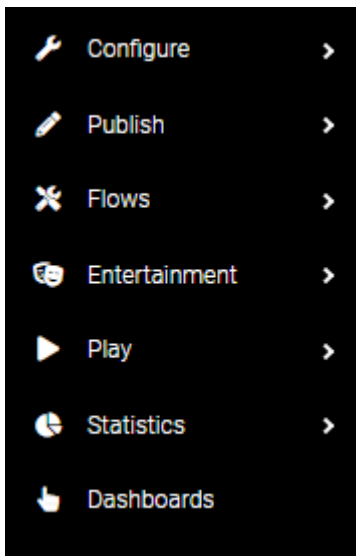 Configure
Publish
Flows
Entertainment
Play
Statistics
Dashboards